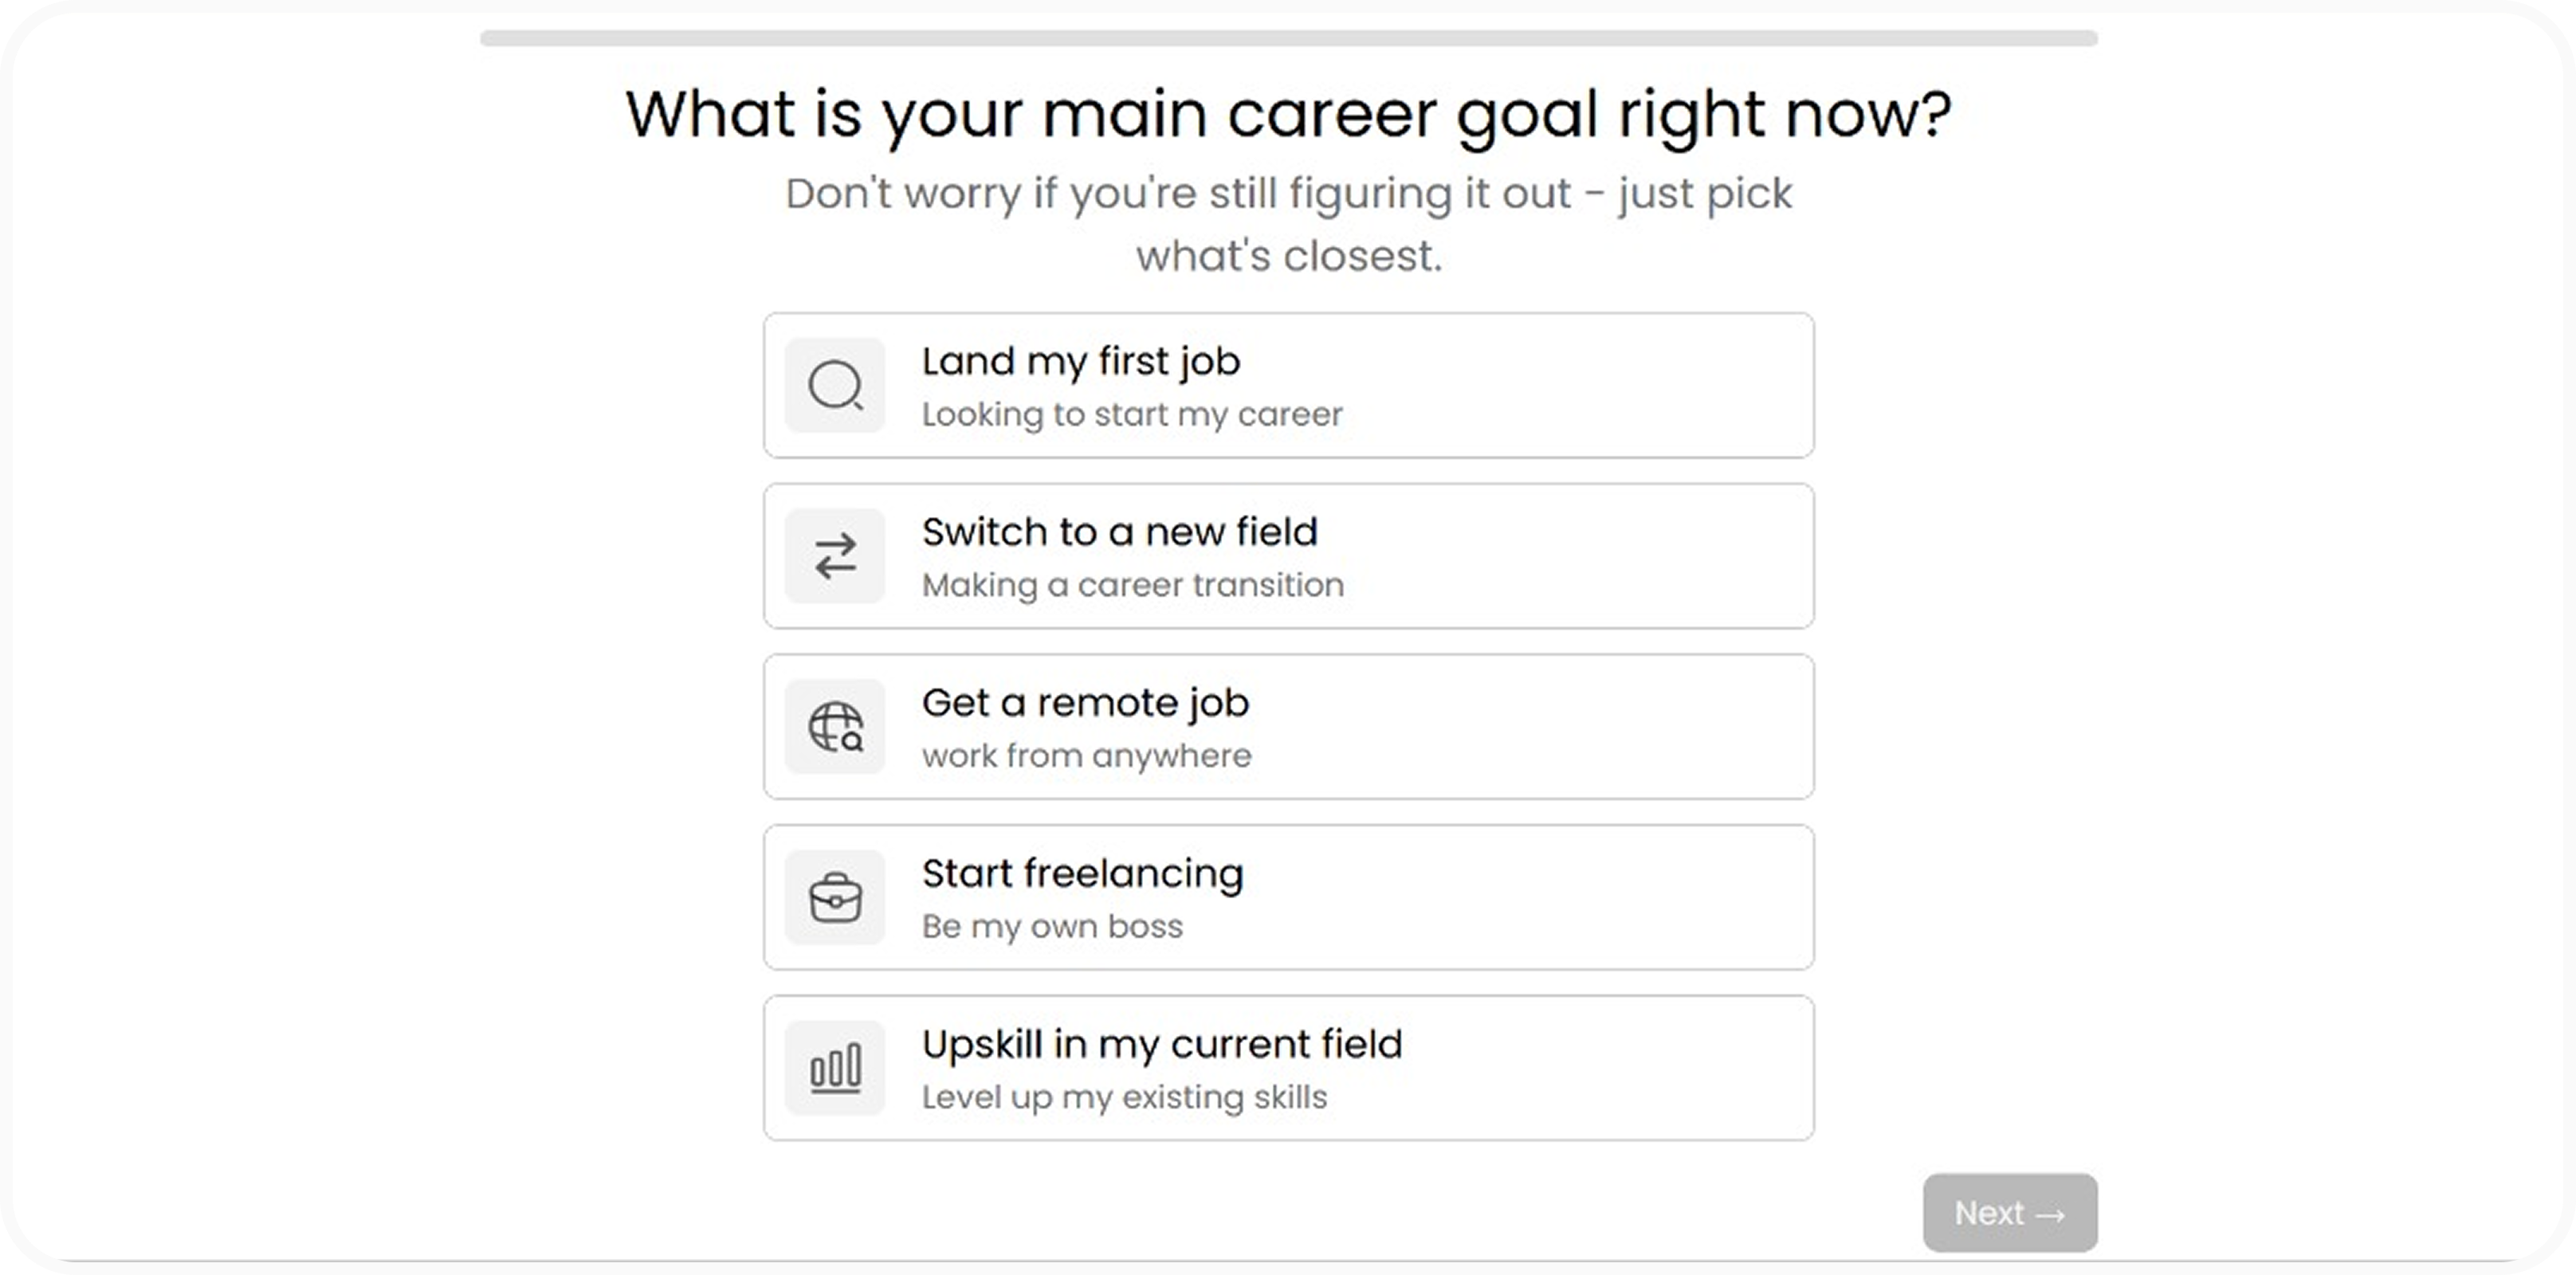 What is your main career goal right now?
Don't worry if you're still figuring it out - just pick
what's closest.
Land my first job
Looking to start my career
Switch to a new field
Making a career transition
Get a remote job
work from anywhere
Start freelancing
Be my own boss
Upskill in my current field
Level up my existing skills
Next →